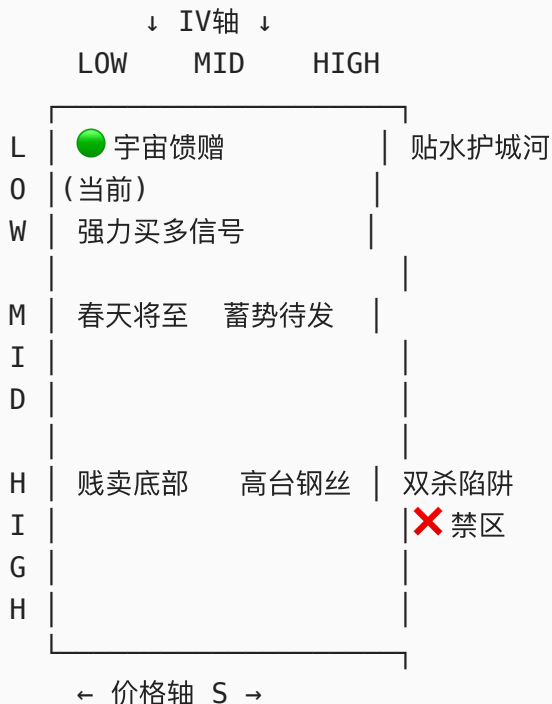 ↓ IV轴 ↓
LOW MID HIGH
L 🟢 宇宙馈赠 贴水护城河
O (当前)
W 强力买多信号
M 春天将至 蓄势待发
I
D
H 贱卖底部 高台钢丝 双杀陷阱
I ❌ 禁区
G
H
← 价格轴 S →